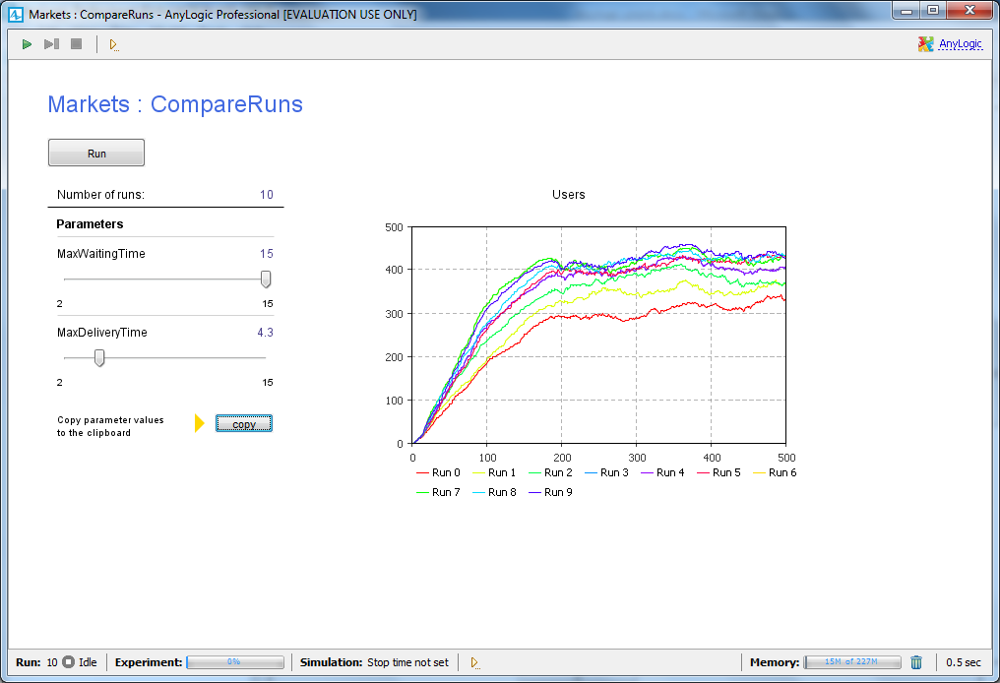 Markets : CompareRuns - AnyLogic Professional [EVALUATION USE ONLY]
AnyLogic
Markets : CompareRuns
Run
Number of runs: 10
Parameters
MaxWaitingTime 15
2 15
MaxDeliveryTime 4.3
2 15
Copy parameter values
to the clipboard
copy
Users
500
400
300
200
100
0
0 100 200 300 400 500
Run 0 Run 1 Run 2 Run 3 Run 4 Run 5 Run 6
Run 7 Run 8 Run 9
Run: 10 Idle Experiment: 0% Simulation: Stop time not set Memory: 15M of 227M 0.5 sec